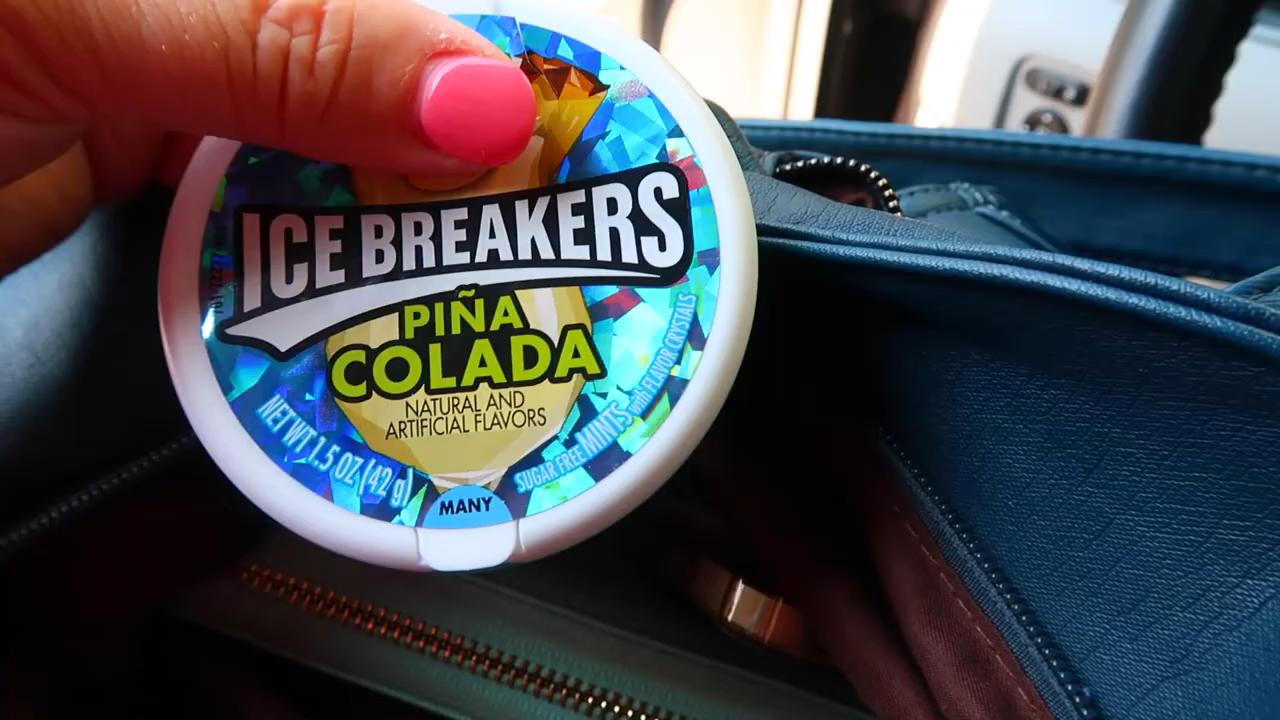 ICE BREAKERS
PIÑA
COLADA
NATURAL AND
ARTIFICIAL FLAVORS
NET WT 1.5 OZ (42 g)
SUGAR FREE MINTS with FLAVOR CRYSTALS
MANY